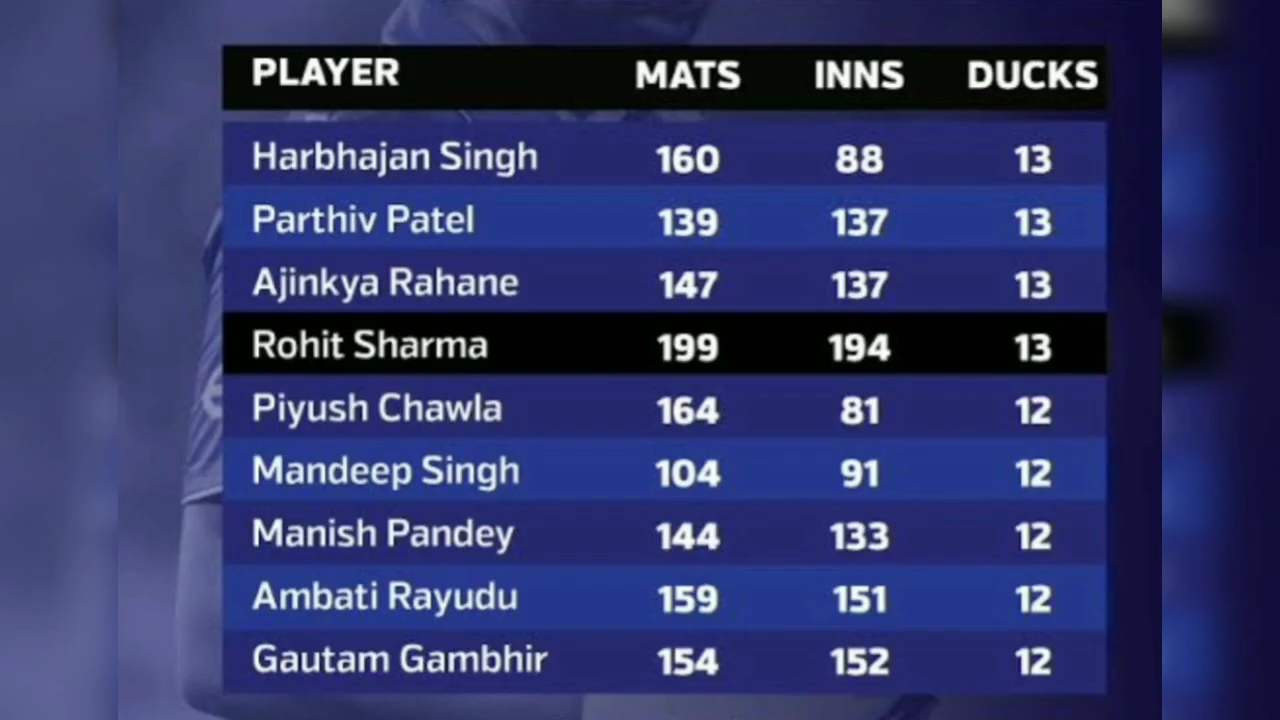 PLAYER MATS INNS DUCKS
Harbhajan Singh 160 88 13
Parthiv Patel 139 137 13
Ajinkya Rahane 147 137 13
Rohit Sharma 199 194 13
Piyush Chawla 164 81 12
Mandeep Singh 104 91 12
Manish Pandey 144 133 12
Ambati Rayudu 159 151 12
Gautam Gambhir 154 152 12